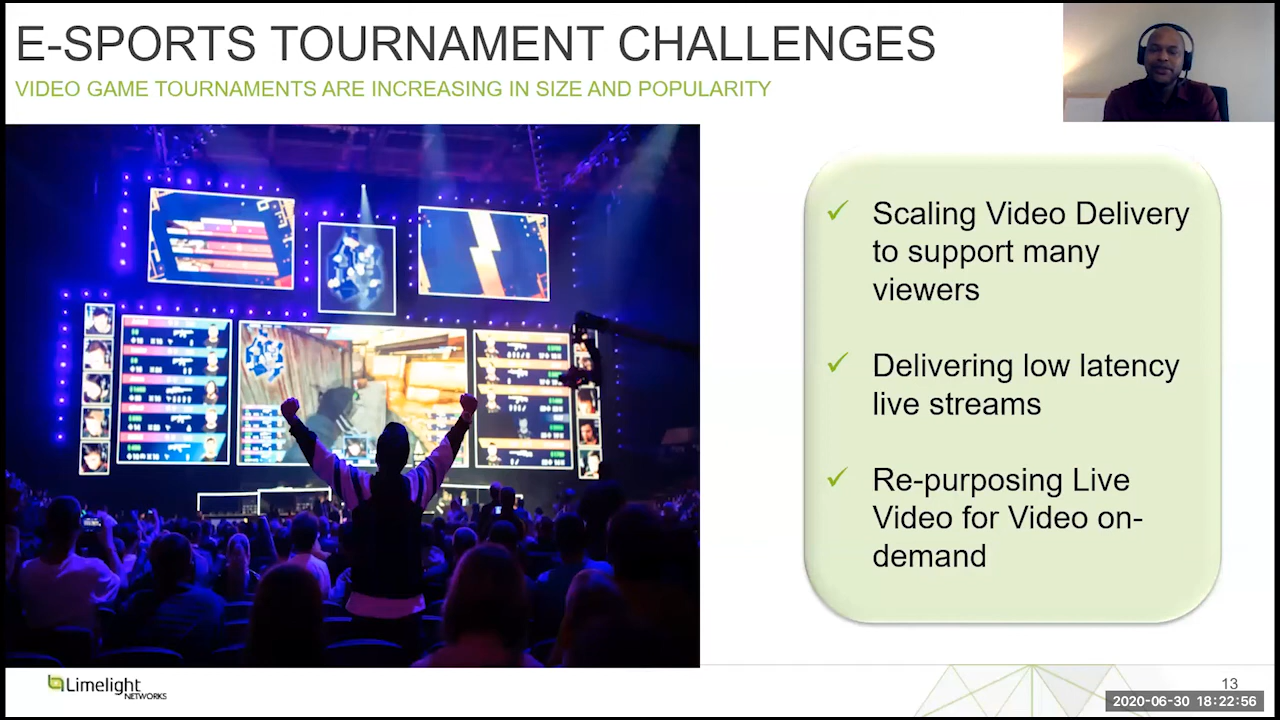 E-SPORTS TOURNAMENT CHALLENGES
VIDEO GAME TOURNAMENTS ARE INCREASING IN SIZE AND POPULARITY
✓ Scaling Video Delivery
to support many
viewers
✓ Delivering low latency
live streams
✓ Re-purposing Live
Video for Video on-
demand
Limelight
NETWORKS
13
2020-06-30 18:22:56